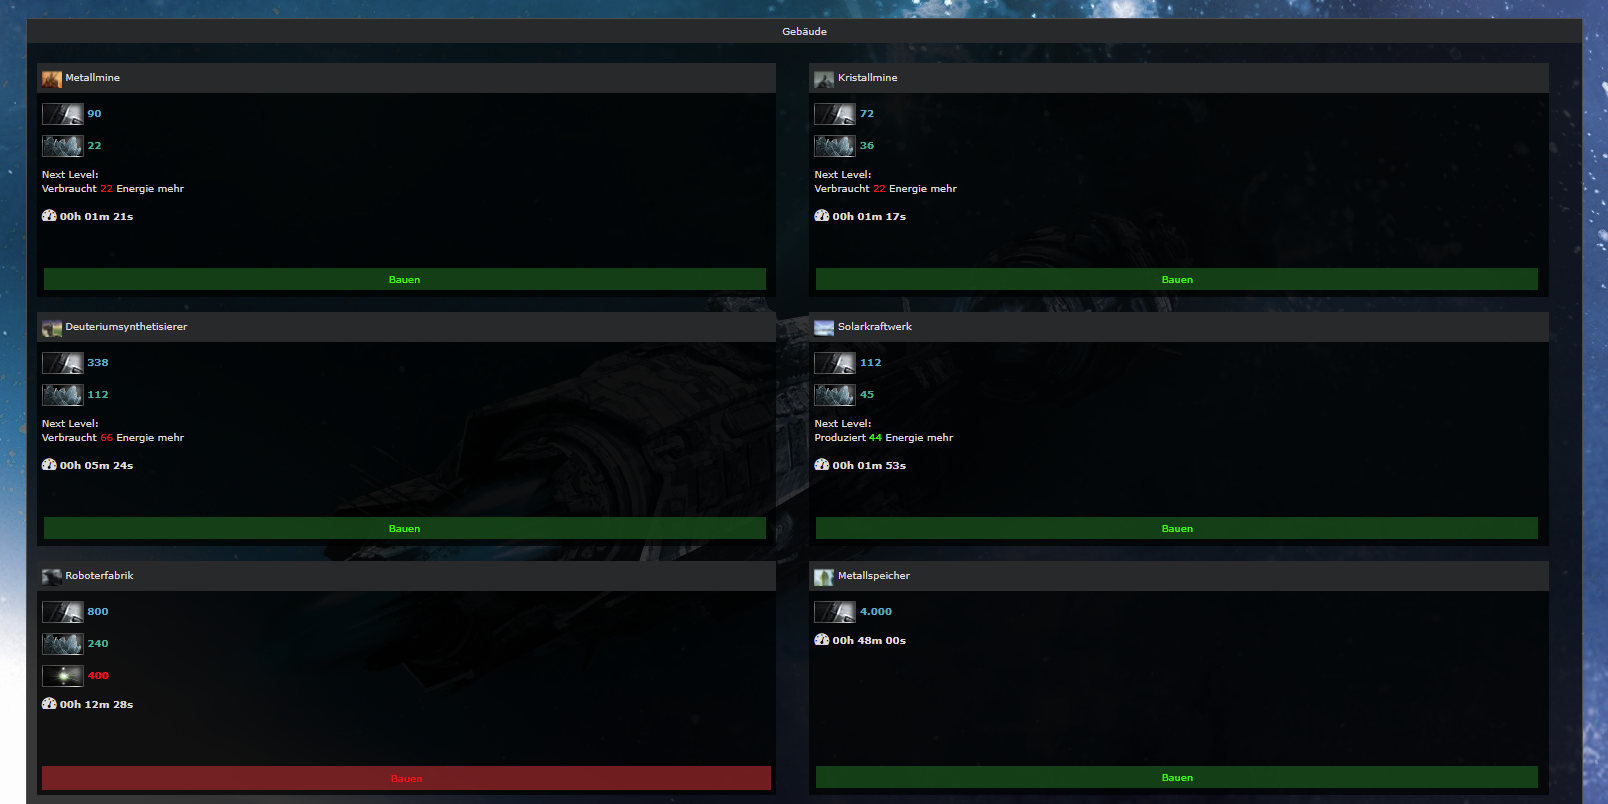 Gebäude
Metallmine
90
22
Next Level:
Verbraucht 22 Energie mehr
00h 01m 21s
Bauen
Kristallmine
72
36
Next Level:
Verbraucht 22 Energie mehr
00h 01m 17s
Bauen
Deuteriumsynthetisierer
338
112
Next Level:
Verbraucht 66 Energie mehr
00h 05m 24s
Bauen
Solarkraftwerk
112
45
Next Level:
Produziert 44 Energie mehr
00h 01m 53s
Bauen
Roboterfabrik
800
240
400
00h 12m 28s
Bauen
Metallspeicher
4.000
00h 48m 00s
Bauen